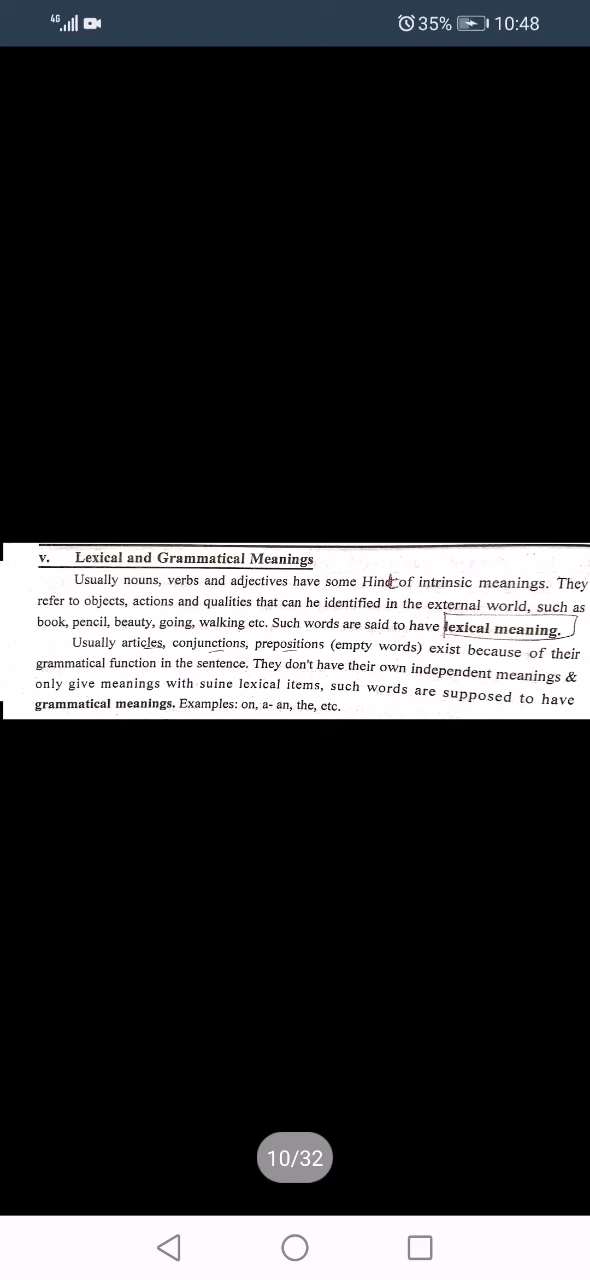 4G 35% 10:48
v. Lexical and Grammatical Meanings
Usually nouns, verbs and adjectives have some Hint of intrinsic meanings. They
refer to objects, actions and qualities that can he identified in the external world, such as
book, pencil, beauty, going, walking etc. Such words are said to have lexical meaning.
Usually articles, conjunctions, prepositions (empty words) exist because of their
grammatical function in the sentence. They don't have their own independent meanings &
only give meanings with suine lexical items, such words are supposed to have
grammatical meanings. Examples: on, a- an, the, etc.
10/32